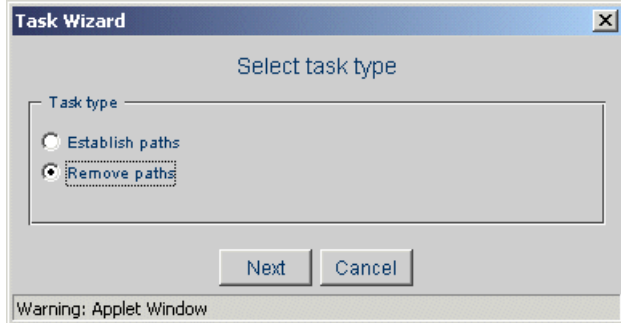 Task Wizard
Select task type
Task type
Establish paths
Remove paths
Next Cancel
Warning: Applet Window